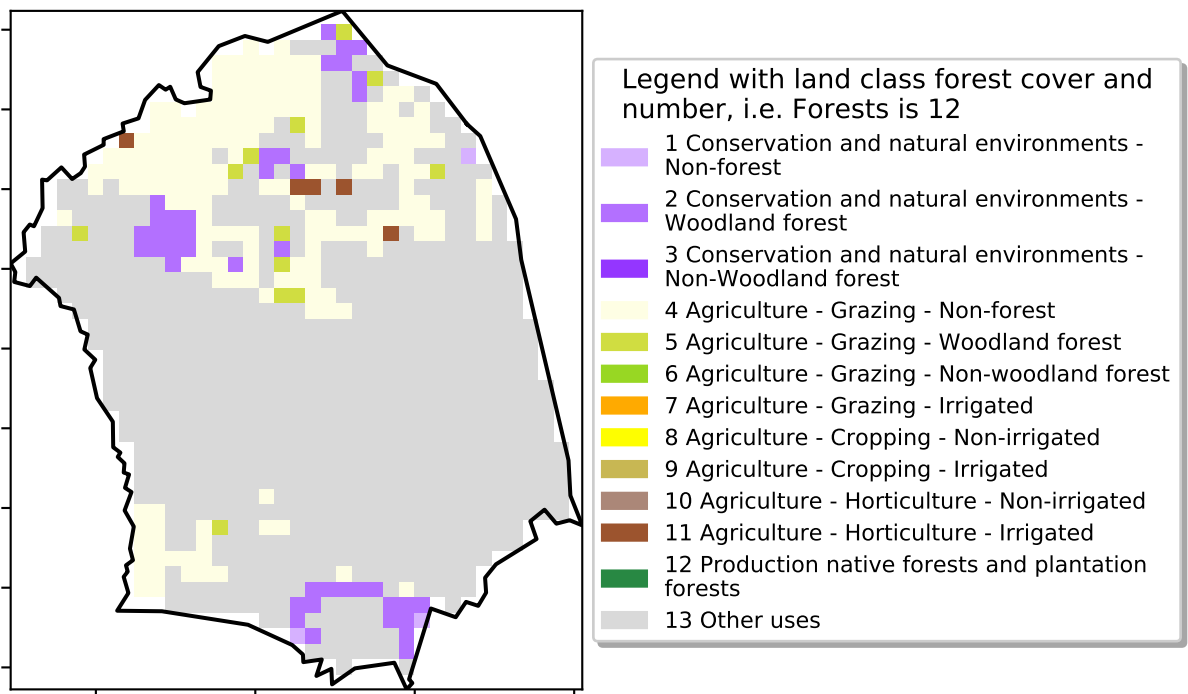 Legend with land class forest cover and
number, i.e. Forests is 12
1 Conservation and natural environments -
Non-forest
2 Conservation and natural environments -
Woodland forest
3 Conservation and natural environments -
Non-Woodland forest
4 Agriculture - Grazing - Non-forest
5 Agriculture - Grazing - Woodland forest
6 Agriculture - Grazing - Non-woodland forest
7 Agriculture - Grazing - Irrigated
8 Agriculture - Cropping - Non-irrigated
9 Agriculture - Cropping - Irrigated
10 Agriculture - Horticulture - Non-irrigated
11 Agriculture - Horticulture - Irrigated
12 Production native forests and plantation
forests
13 Other uses